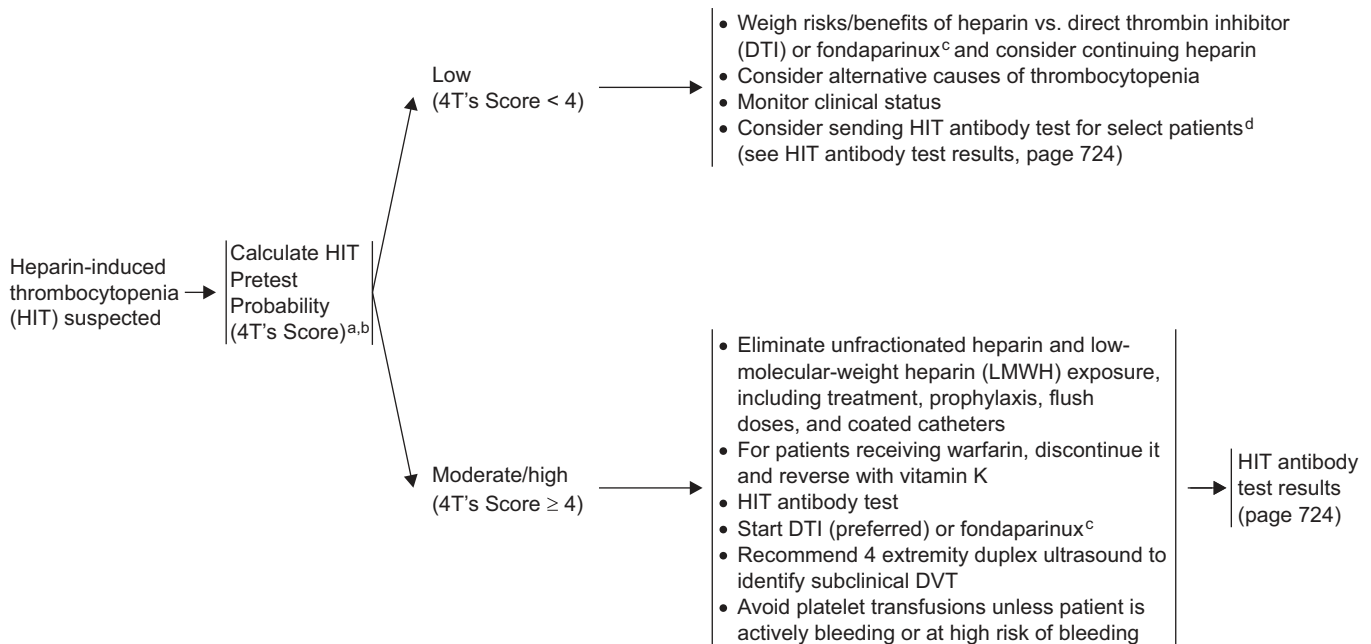 Heparin-induced
thrombocytopenia
(HIT) suspected
Calculate HIT
Pretest
Probability
(4T's Score)a,b
Low
(4T's Score < 4)
• Weigh risks/benefits of heparin vs. direct thrombin inhibitor
(DTI) or fondaparinuxc and consider continuing heparin
• Consider alternative causes of thrombocytopenia
• Monitor clinical status
• Consider sending HIT antibody test for select patientsd
(see HIT antibody test results, page 724)
Moderate/high
(4T's Score ≥ 4)
• Eliminate unfractionated heparin and low-
molecular-weight heparin (LMWH) exposure,
including treatment, prophylaxis, flush
doses, and coated catheters
• For patients receiving warfarin, discontinue it
and reverse with vitamin K
• HIT antibody test
• Start DTI (preferred) or fondaparinuxc
• Recommend 4 extremity duplex ultrasound to
identify subclinical DVT
• Avoid platelet transfusions unless patient is
actively bleeding or at high risk of bleeding
HIT antibody
test results
(page 724)